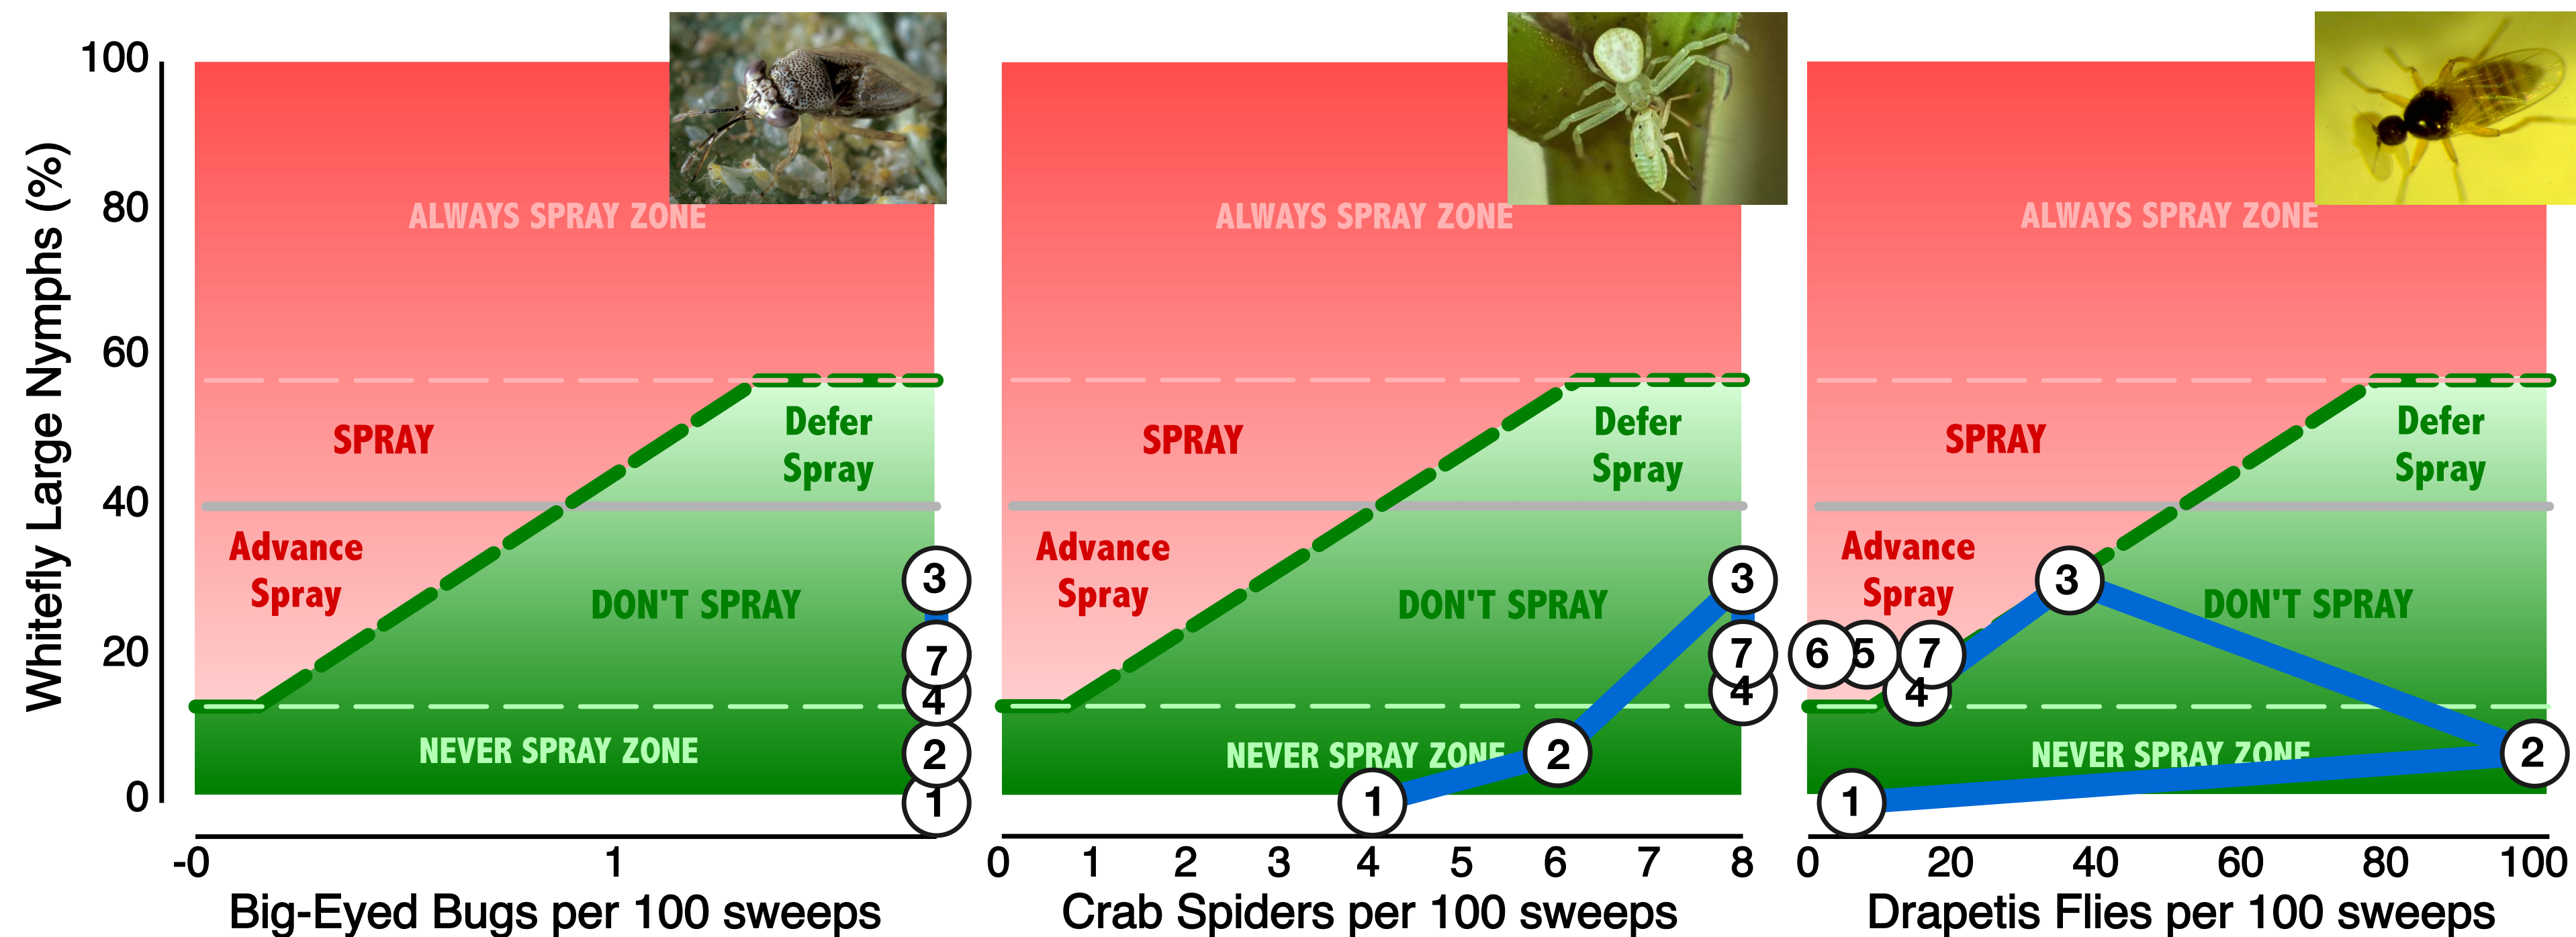 Whitefly Large Nymphs (%)
100
80
60
40
20
0
ALWAYS SPRAY ZONE
SPRAY
Defer
Spray
Advance
Spray
DON'T SPRAY
NEVER SPRAY ZONE
3
7
4
2
1
-0
1
Big-Eyed Bugs per 100 sweeps
ALWAYS SPRAY ZONE
SPRAY
Defer
Spray
Advance
Spray
DON'T SPRAY
NEVER SPRAY ZONE
3
7
4
2
1
0 1 2 3 4 5 6 7 8
Crab Spiders per 100 sweeps
ALWAYS SPRAY ZONE
SPRAY
Defer
Spray
Advance
Spray
DON'T SPRAY
NEVER SPRAY ZONE
3
6 5 7
4
2
1
0 20 40 60 80 100
Drapetis Flies per 100 sweeps